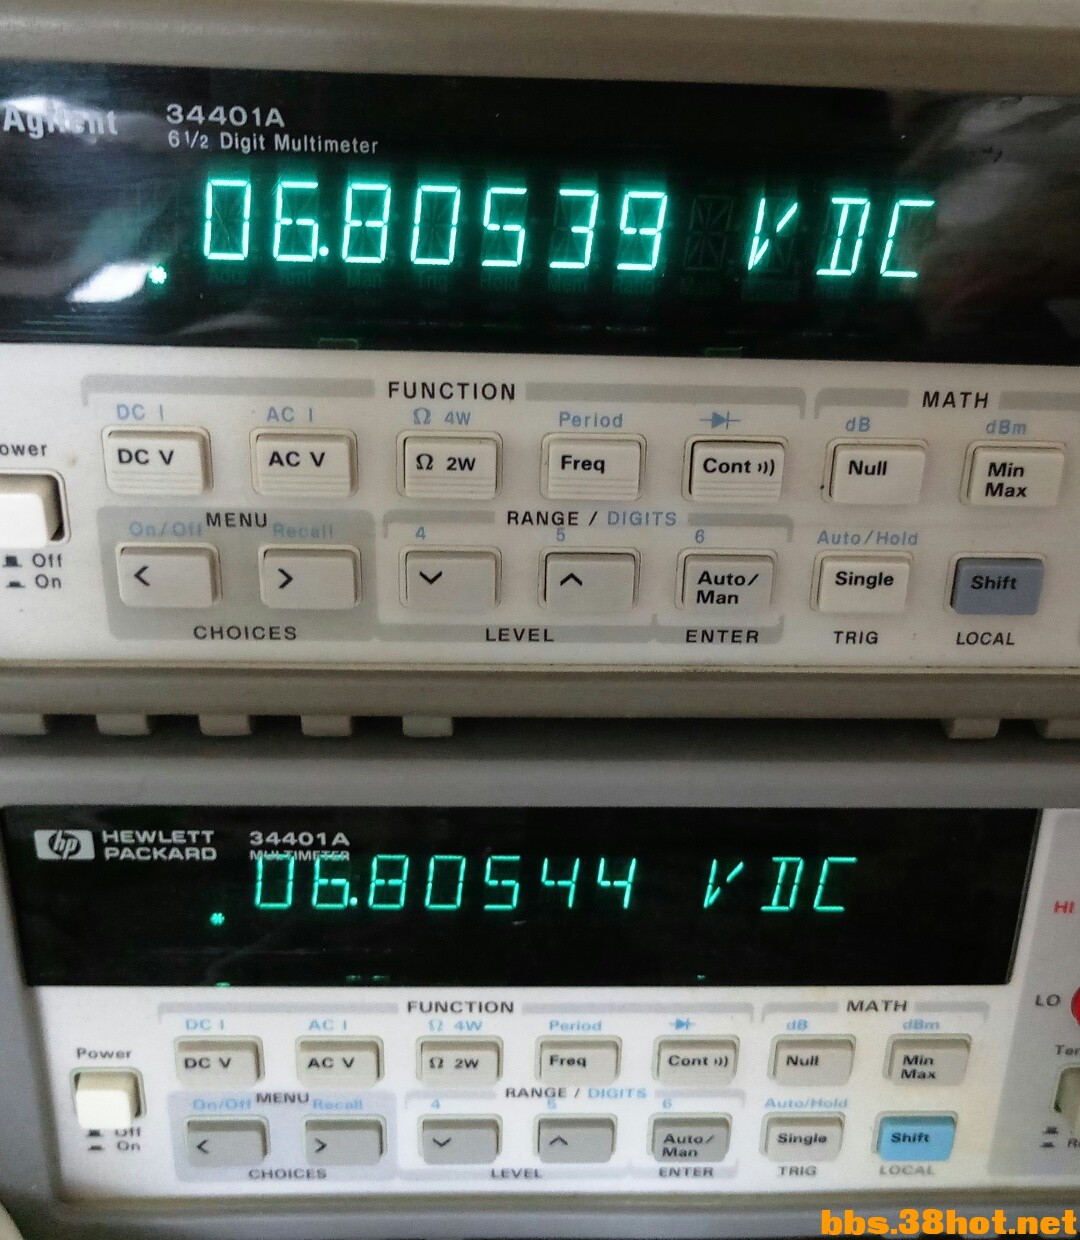 Agilent 34401A
6 1/2 Digit Multimeter
06.80539 V DC
*
FUNCTION
MATH
DC I AC I Ω 4W Period dB dBm
DC V AC V Ω 2W Freq Cont Null Min Max
ower
Off
On
MENU
RANGE / DIGITS
On/Off Recall 4 5 6 Auto/Hold
< > Auto/Man Single Shift
CHOICES LEVEL ENTER TRIG LOCAL
hp HEWLETT PACKARD 34401A
MULTIMETER
06.80544 V DC
*
HI
LO
FUNCTION
MATH
DC I AC I Ω 4W Period dB dBm
Power DC V AC V Ω 2W Freq Cont Null Min Max
Off
On
MENU
RANGE / DIGITS
On/Off Recall 4 5 6 Auto/Hold
< > Auto/Man Single Shift
CHOICES LEVEL ENTER TRIG LOCAL
bbs.38hot.net